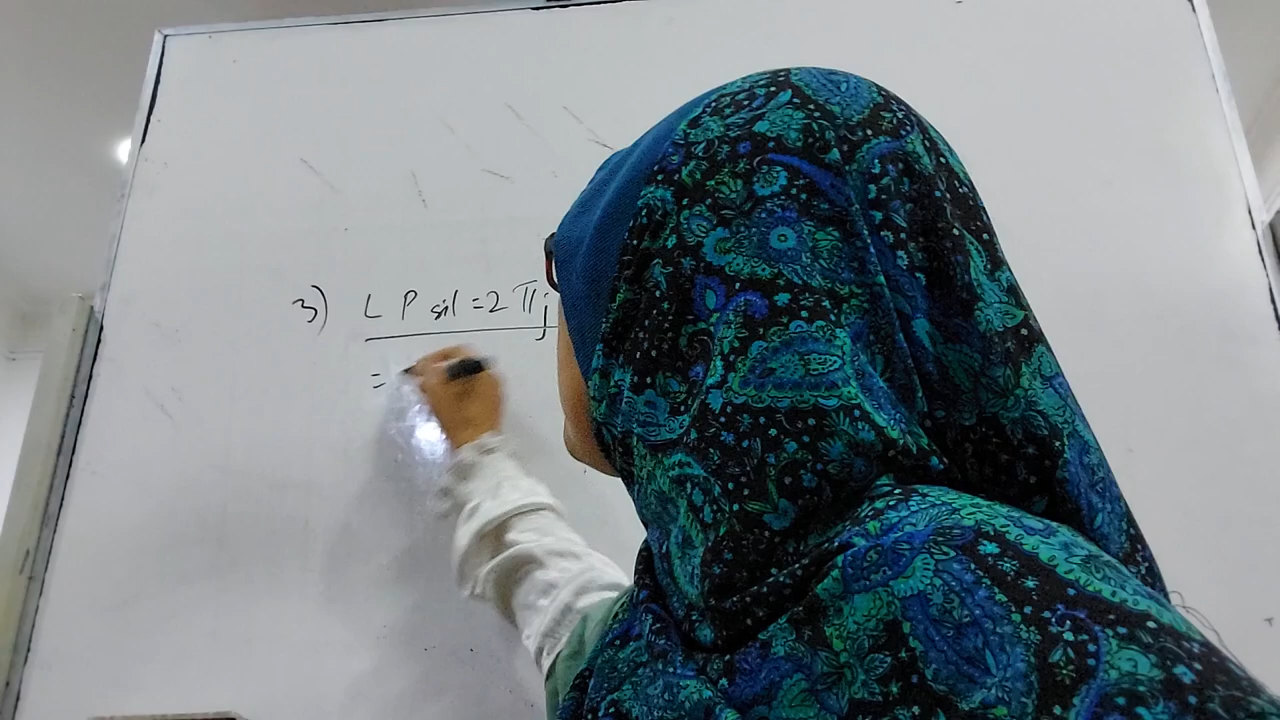 3) L P sil = 2 π j
=